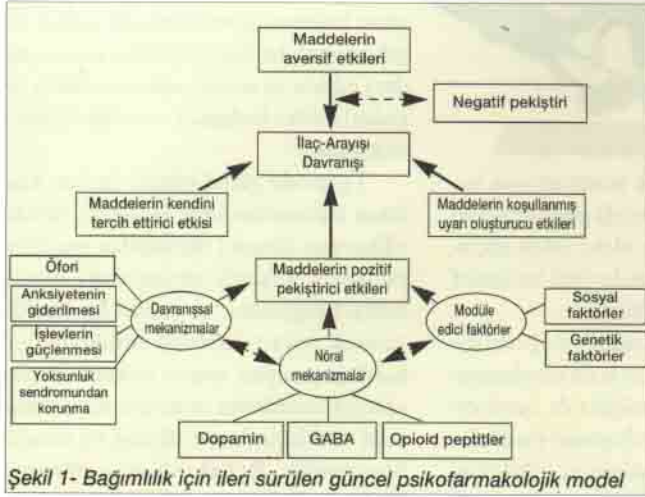 Maddelerin
aversif etkileri
Negatif pekiştiri
İlaç-Arayışı
Davranışı
Maddelerin kendini
tercih ettirici etkisi
Maddelerin koşullanmış
uyarı oluşturucu etkileri
Öfori
Anksiyetenin
giderilmesi
İşlevlerin
güçlenmesi
Yoksunluk
sendromundan
korunma
Davranışsal
mekanizmalar
Maddelerin pozitif
pekiştirici etkileri
Modüle
edici faktörler
Sosyal
faktörler
Genetik
faktörler
Nöral
mekanizmalar
Dopamin
GABA
Opioid peptitler
Şekil 1- Bağımlılık için ileri sürülen güncel psikofarmakolojik model